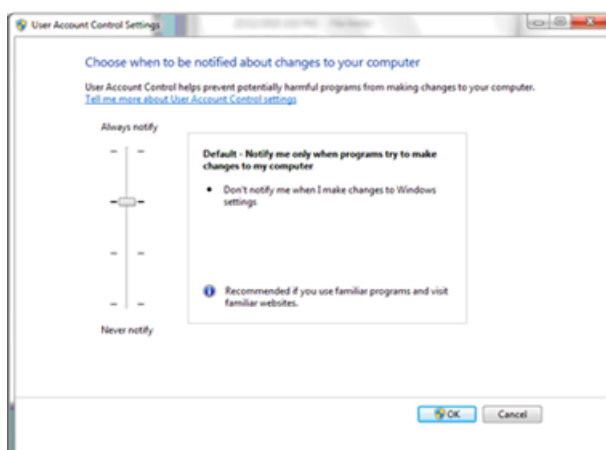 User Account Control Settings
Choose when to be notified about changes to your computer
User Account Control helps prevent potentially harmful programs from making changes to your computer.
Tell me more about User Account Control settings
Always notify
Default - Notify me only when programs try to make
changes to my computer
• Don't notify me when I make changes to Windows
settings
Recommended if you use familiar programs and visit
familiar websites.
Never notify
OK
Cancel